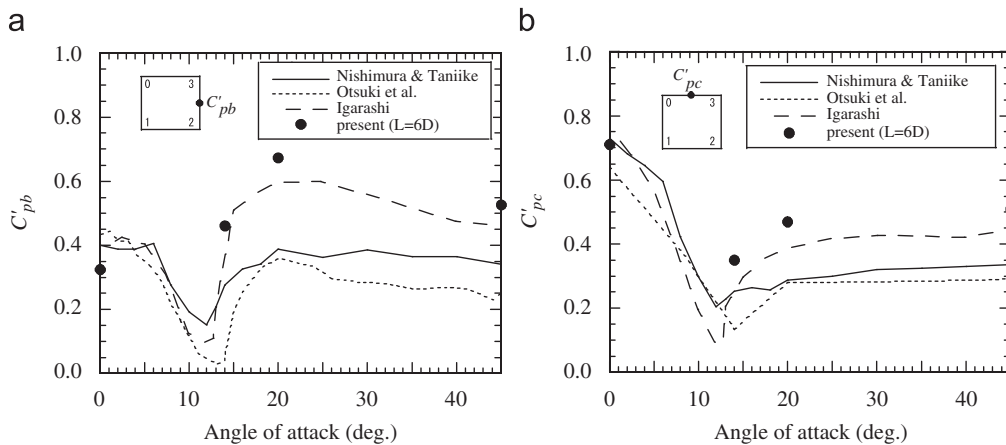 a
1.0
0.8
0.6
0.4
0.2
0.0
C'pb
0 3
1 2
C'pb
Nishimura & Taniike
Otsuki et al.
Igarashi
present (L=6D)
0 10 20 30 40
Angle of attack (deg.)
b
1.0
0.8
0.6
0.4
0.2
0.0
C'pc
C'pc
0 3
1 2
Nishimura & Taniike
Otsuki et al.
Igarashi
present (L=6D)
0 10 20 30 40
Angle of attack (deg.)